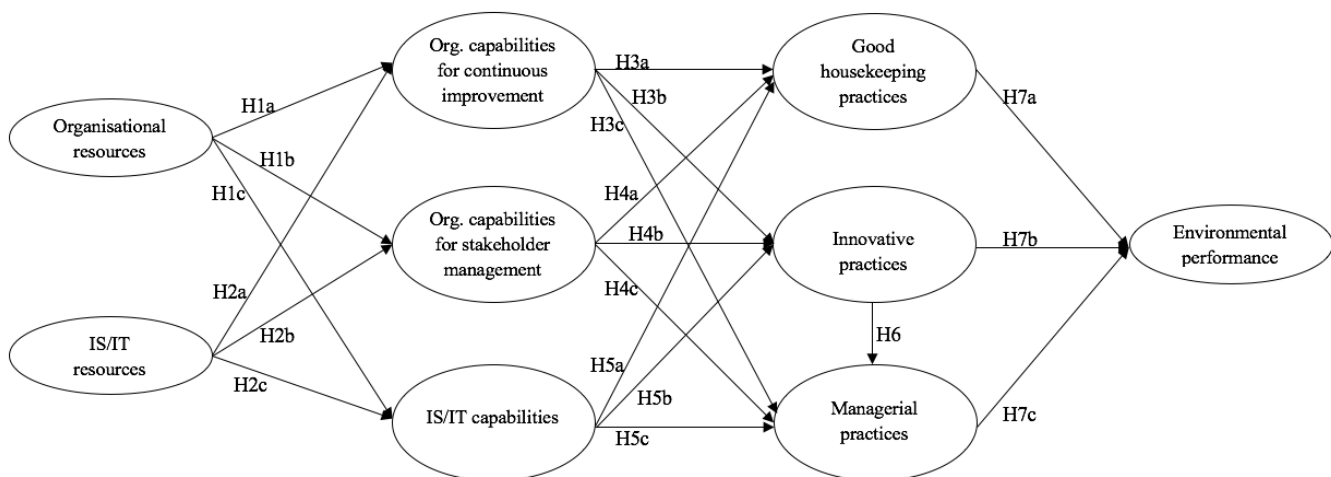 Organisational
resources
IS/IT
resources
H1a
H1b
H1c
H2a
H2b
H2c
Org. capabilities
for continuous
improvement
Org. capabilities
for stakeholder
management
IS/IT capabilities
H3a
H3b
H3c
H4a
H4b
H4c
H5a
H5b
H5c
Good
housekeeping
practices
Innovative
practices
H6
Managerial
practices
H7a
H7b
H7c
Environmental
performance